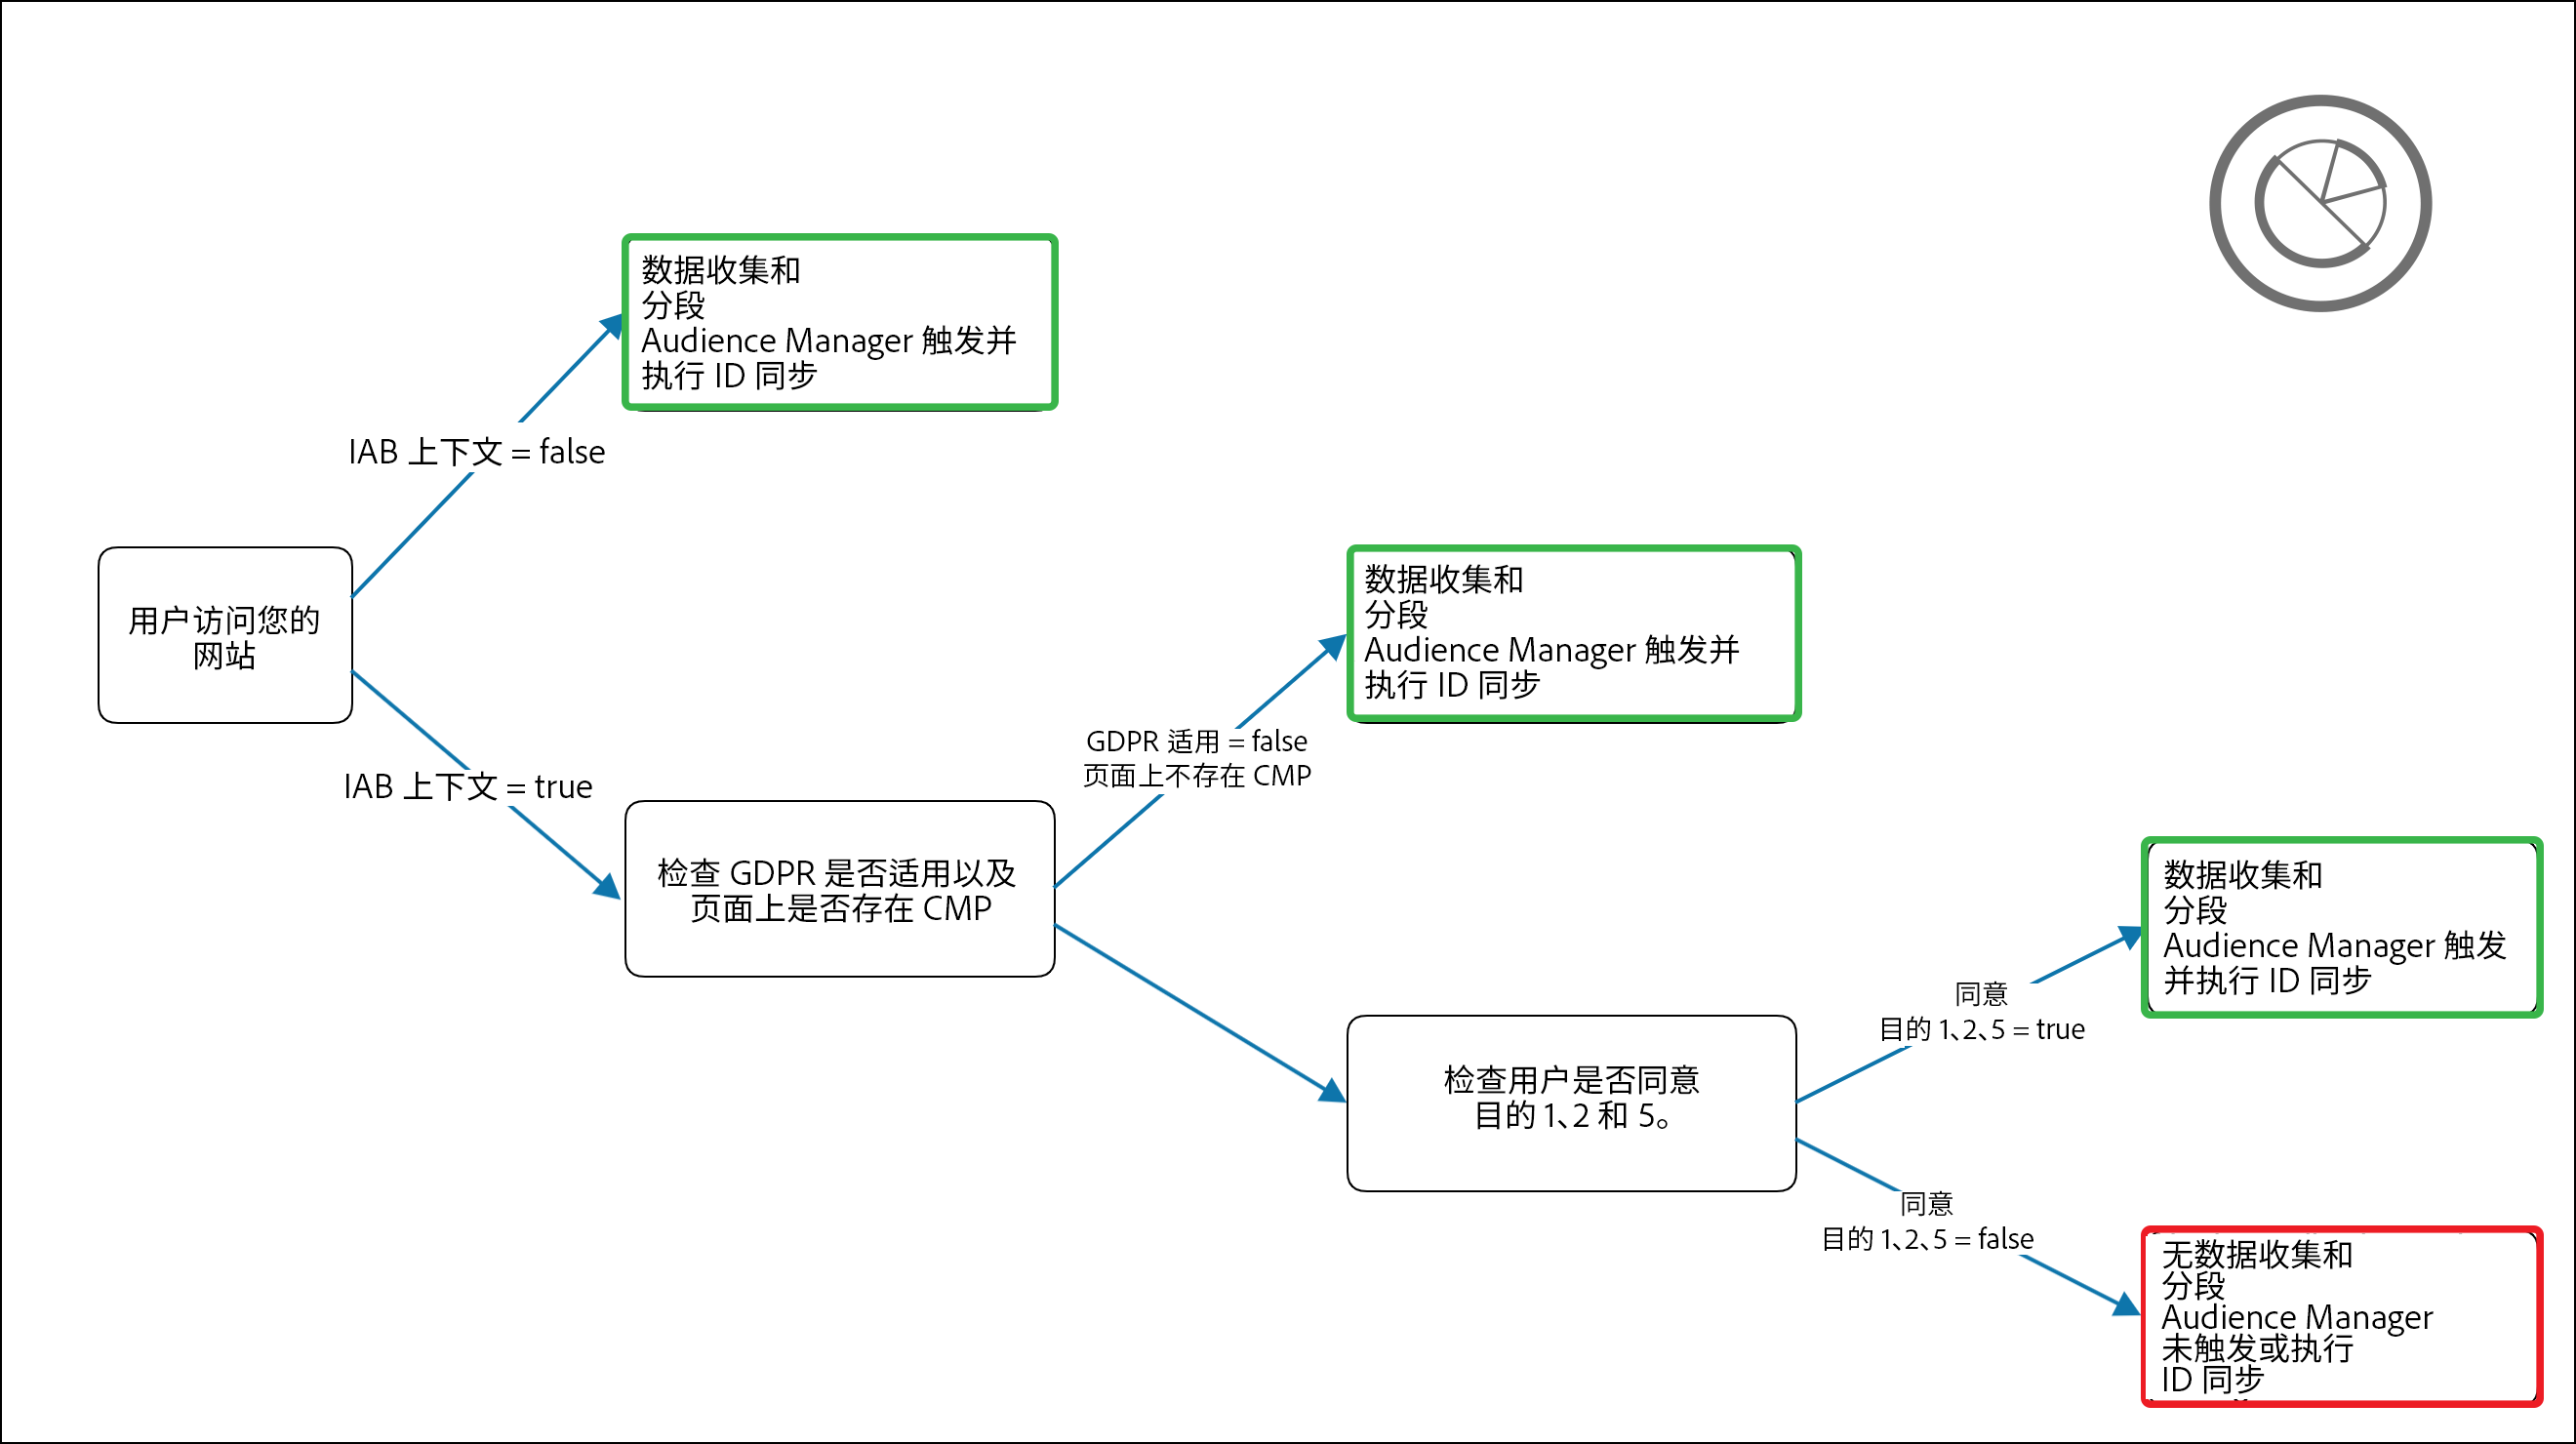 数据收集和
分段
Audience Manager 触发并
执行 ID 同步
IAB 上下文 = false
用户访问您的
网站
IAB 上下文 = true
检查 GDPR 是否适用以及
页面上是否存在 CMP
数据收集和
分段
Audience Manager 触发并
执行 ID 同步
GDPR 适用 = false
页面上不存在 CMP
检查用户是否同意
目的 1、2 和 5。
数据收集和
分段
Audience Manager 触发
并执行 ID 同步
同意
目的 1、2、5 = true
同意
目的 1、2、5 = false
无数据收集和
分段
Audience Manager
未触发或执行
ID 同步